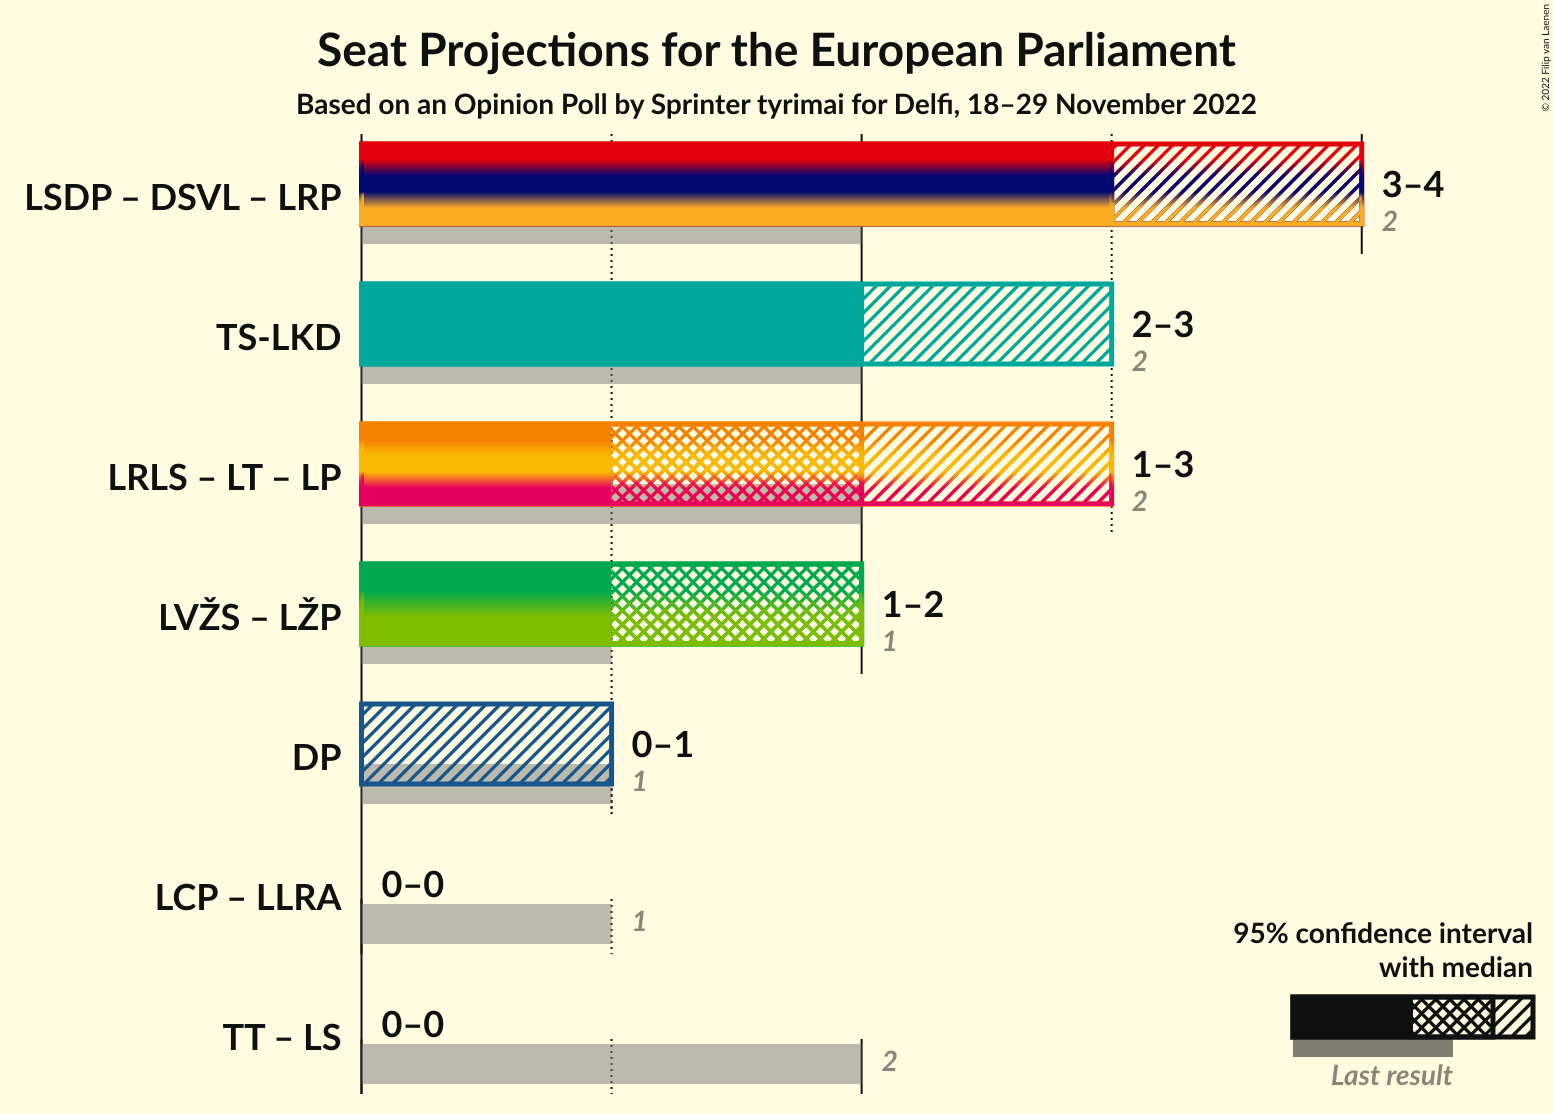 Seat Projections for the European Parliament
Based on an Opinion Poll by Sprinter tyrimai for Delfi, 18–29 November 2022
© 2022 Filip van Laenen
LSDP – DSVL – LRP
3–4
2
TS-LKD
2–3
2
LRLS – LT – LP
1–3
2
LVŽS – LŽP
1–2
1
DP
0–1
1
LCP – LLRA
0–0
1
TT – LS
0–0
2
95% confidence interval
with median
Last result